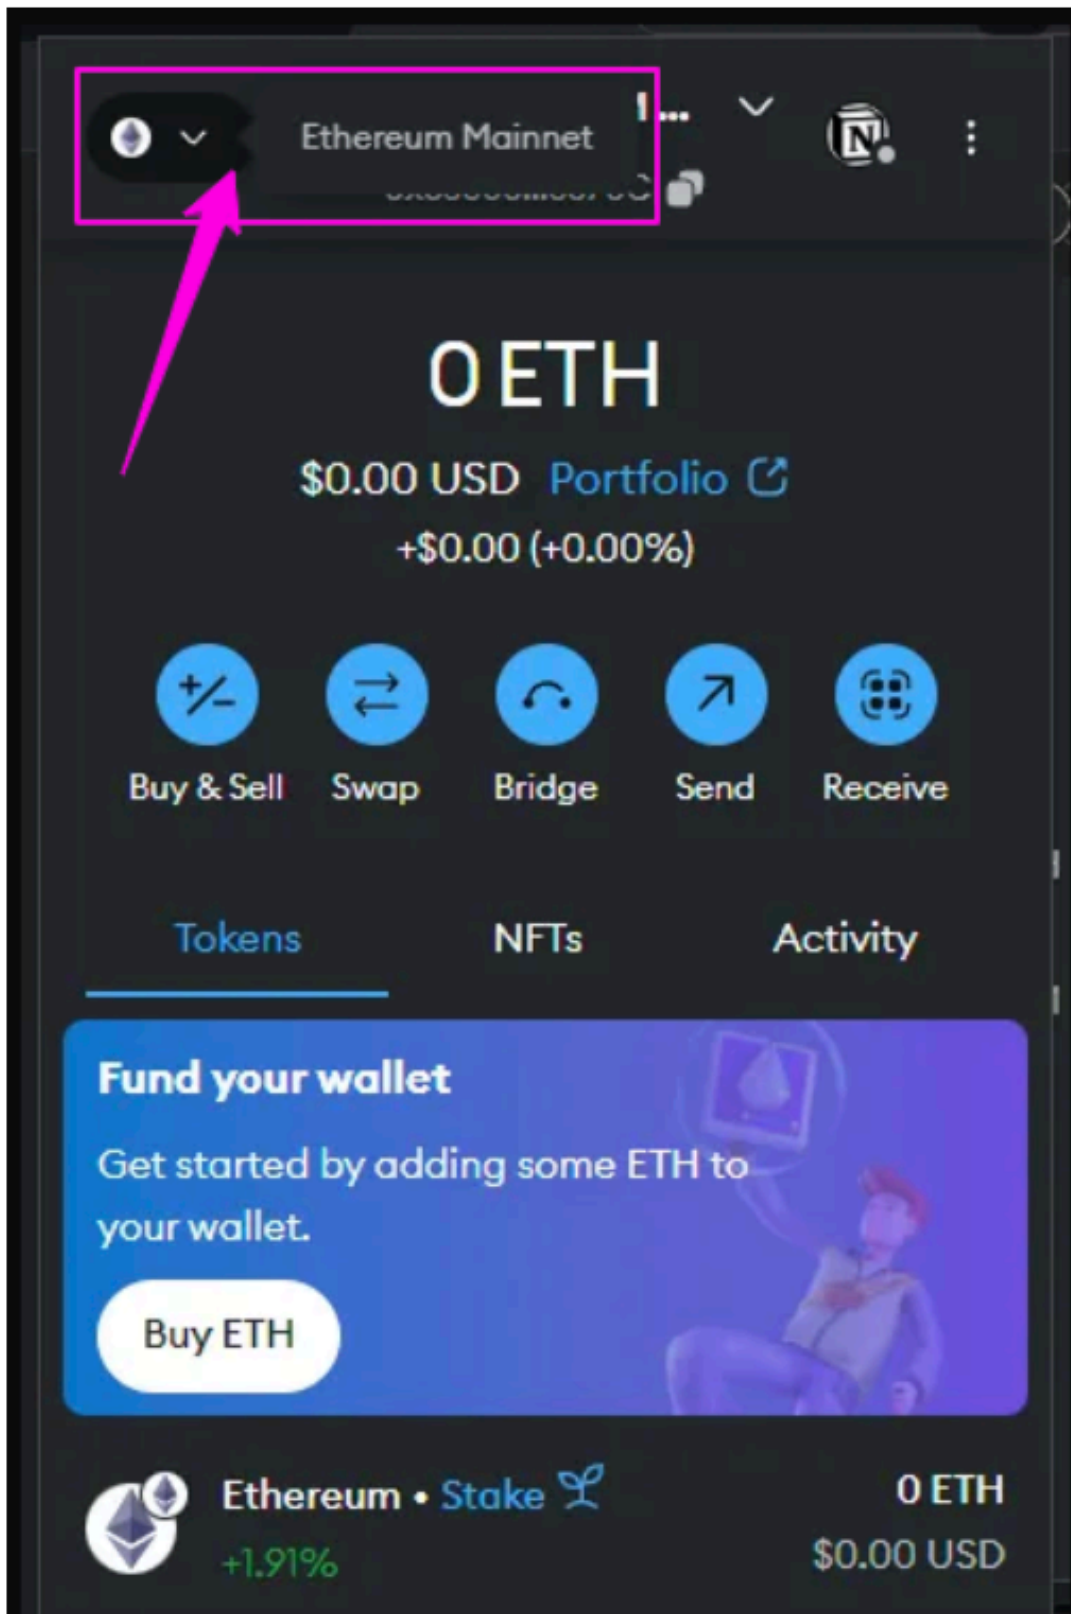 Ethereum Mainnet
0 ETH
$0.00 USD Portfolio
+$0.00 (+0.00%)
+/−
Buy & Sell Swap Bridge Send Receive
Tokens NFTs Activity
Fund your wallet
Get started by adding some ETH to
your wallet.
Buy ETH
Ethereum • Stake 0 ETH
+1.91% $0.00 USD